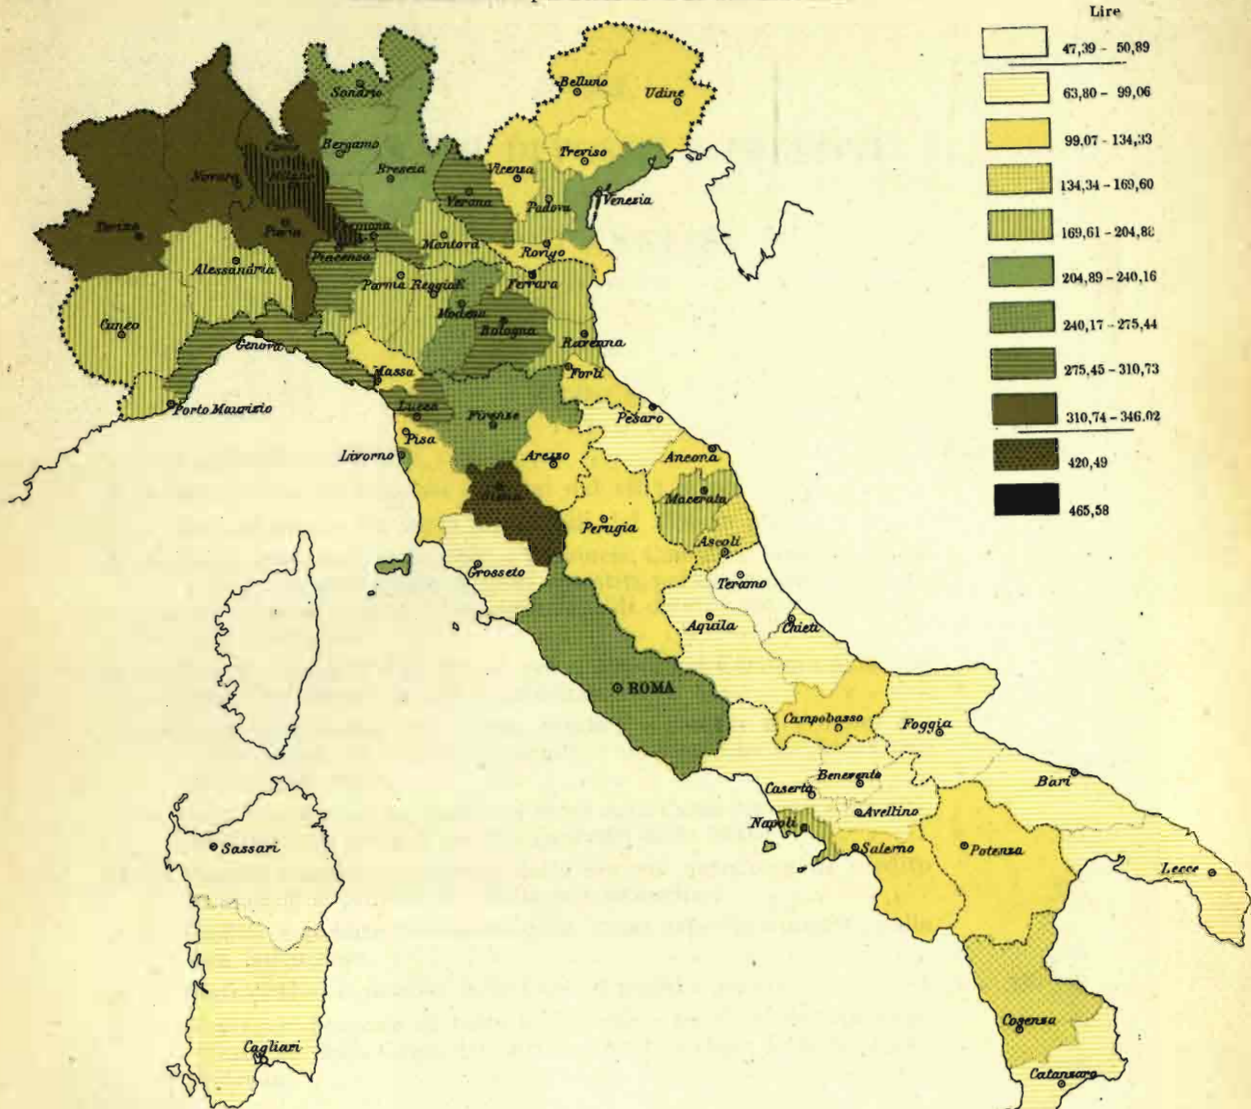 Lire
47,39 - 50,89
63,80 - 99,06
99,07 - 134,33
134,34 - 169,60
169,61 - 204,88
204,89 - 240,16
240,17 - 275,44
275,45 - 310,73
310,74 - 346.02
420,49
465,58
Belluno
Udine
Sondrio
Treviso
Bergamo
Vicenza
Brescia
Novara
Milano
Verona
Padova
Venezia
Pavia
Mantova
Rovigo
Piacenza
Alessandria
Parma
Reggio E.
Ferrara
Modena
Bologna
Cuneo
Genova
Ravenna
Massa
Forlì
Porto Maurizio
Lucca
Firenze
Pesaro
Pisa
Livorno
Arezzo
Ancona
Macerata
Perugia
Ascoli
Grosseto
Teramo
Aquila
Chieti
ROMA
Campobasso
Foggia
Benevento
Caserta
Bari
Avellino
Napoli
Salerno
Potenza
Lecce
Sassari
Cosenza
Cagliari
Catanzaro